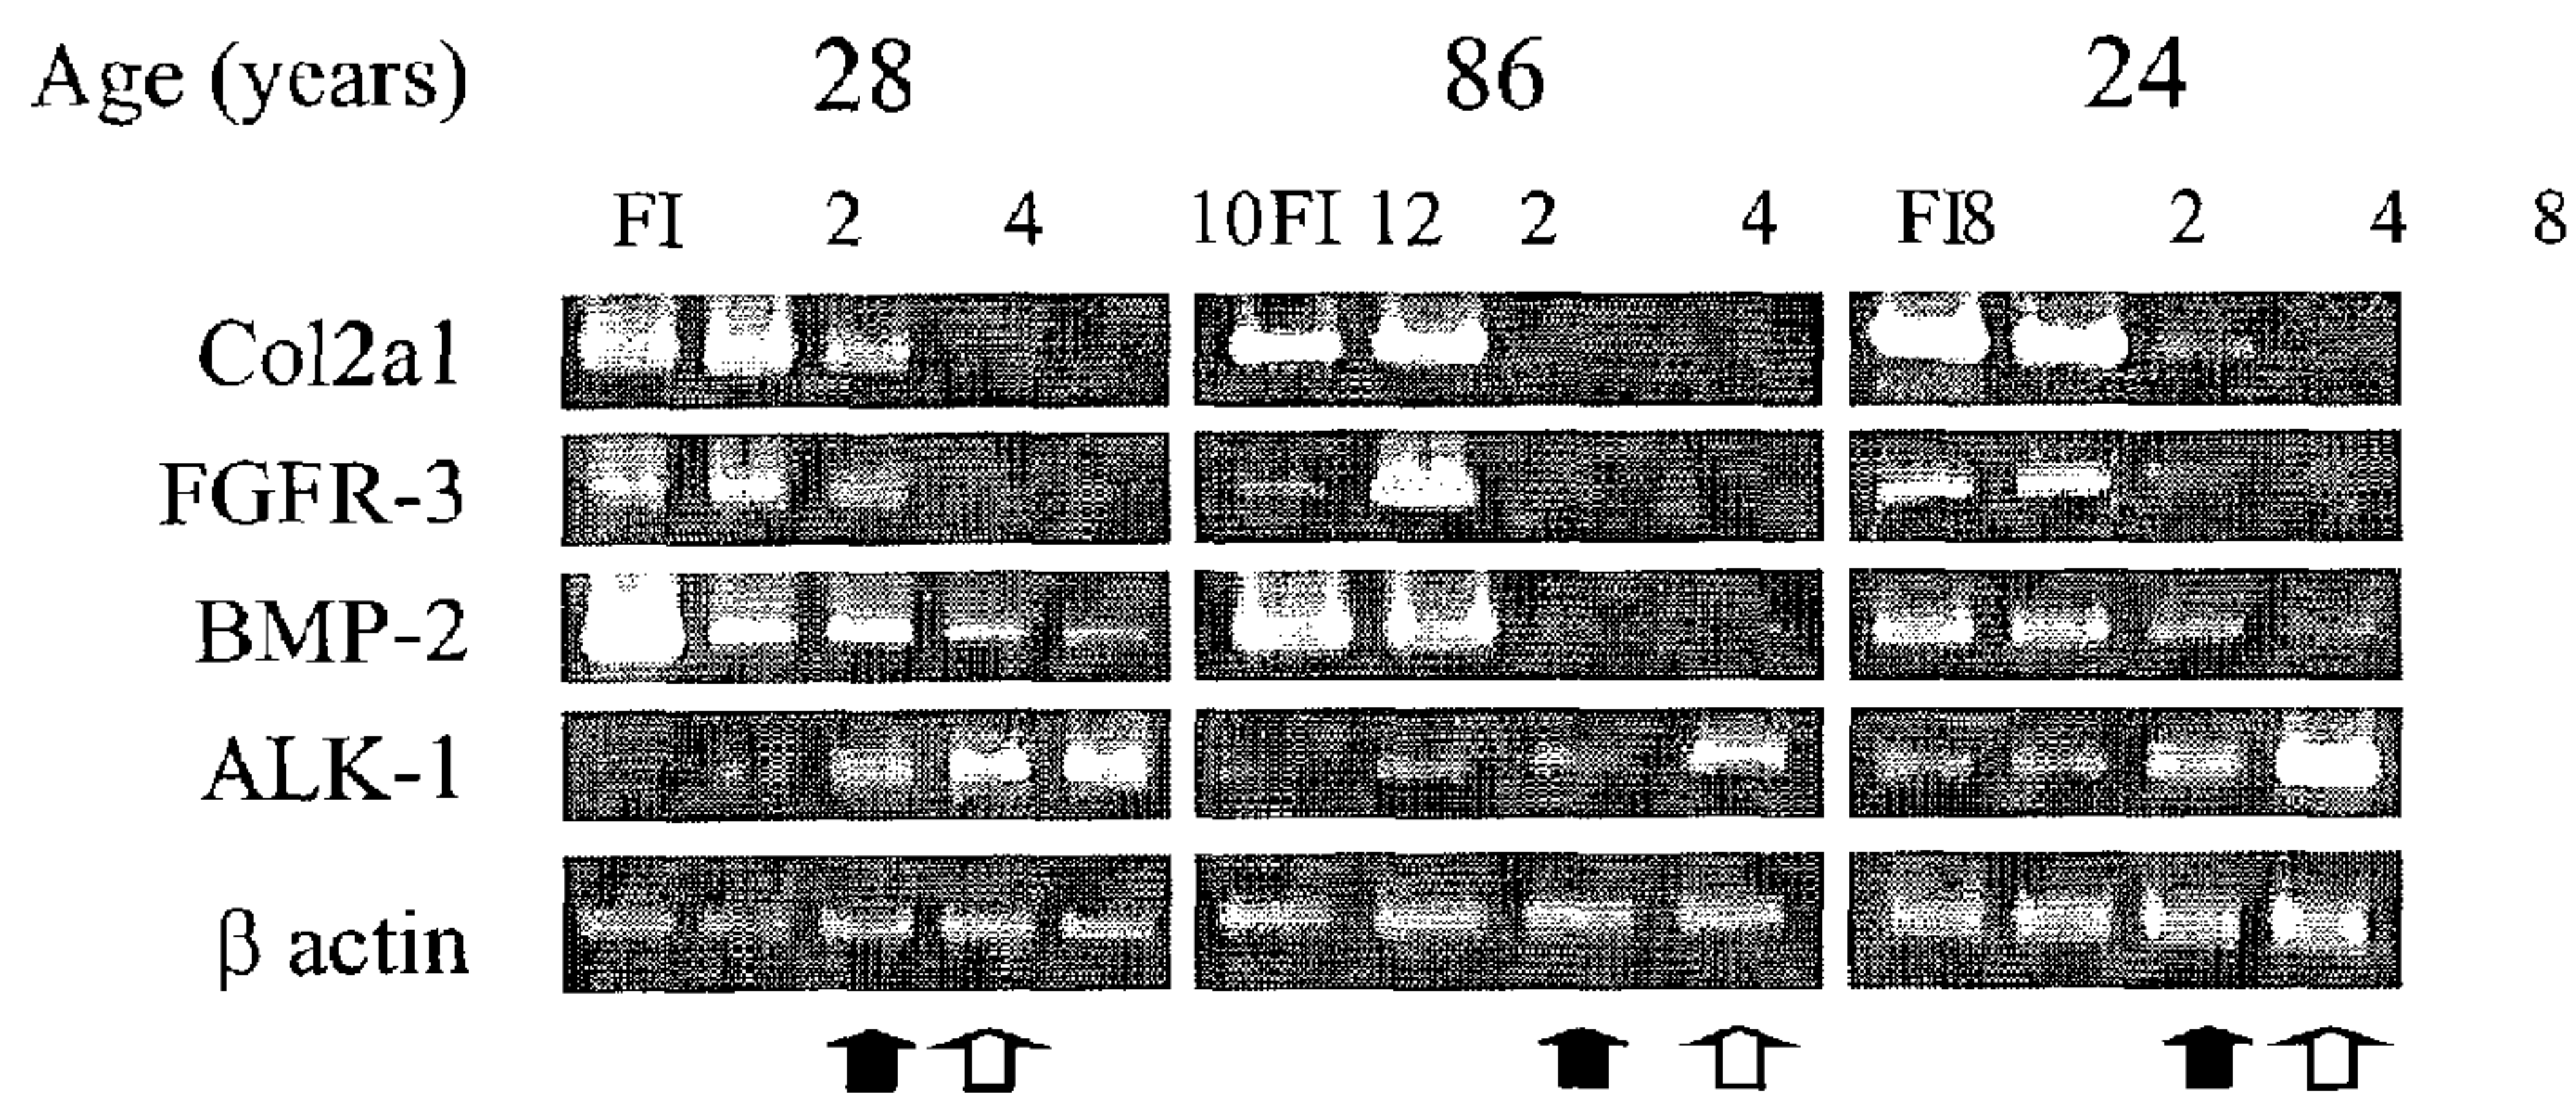 Age (years) 28 86 24
FI 2 4 10FI 12 2 4 FI8 2 4 8
Col2a1
FGFR-3
BMP-2
ALK-1
β actin